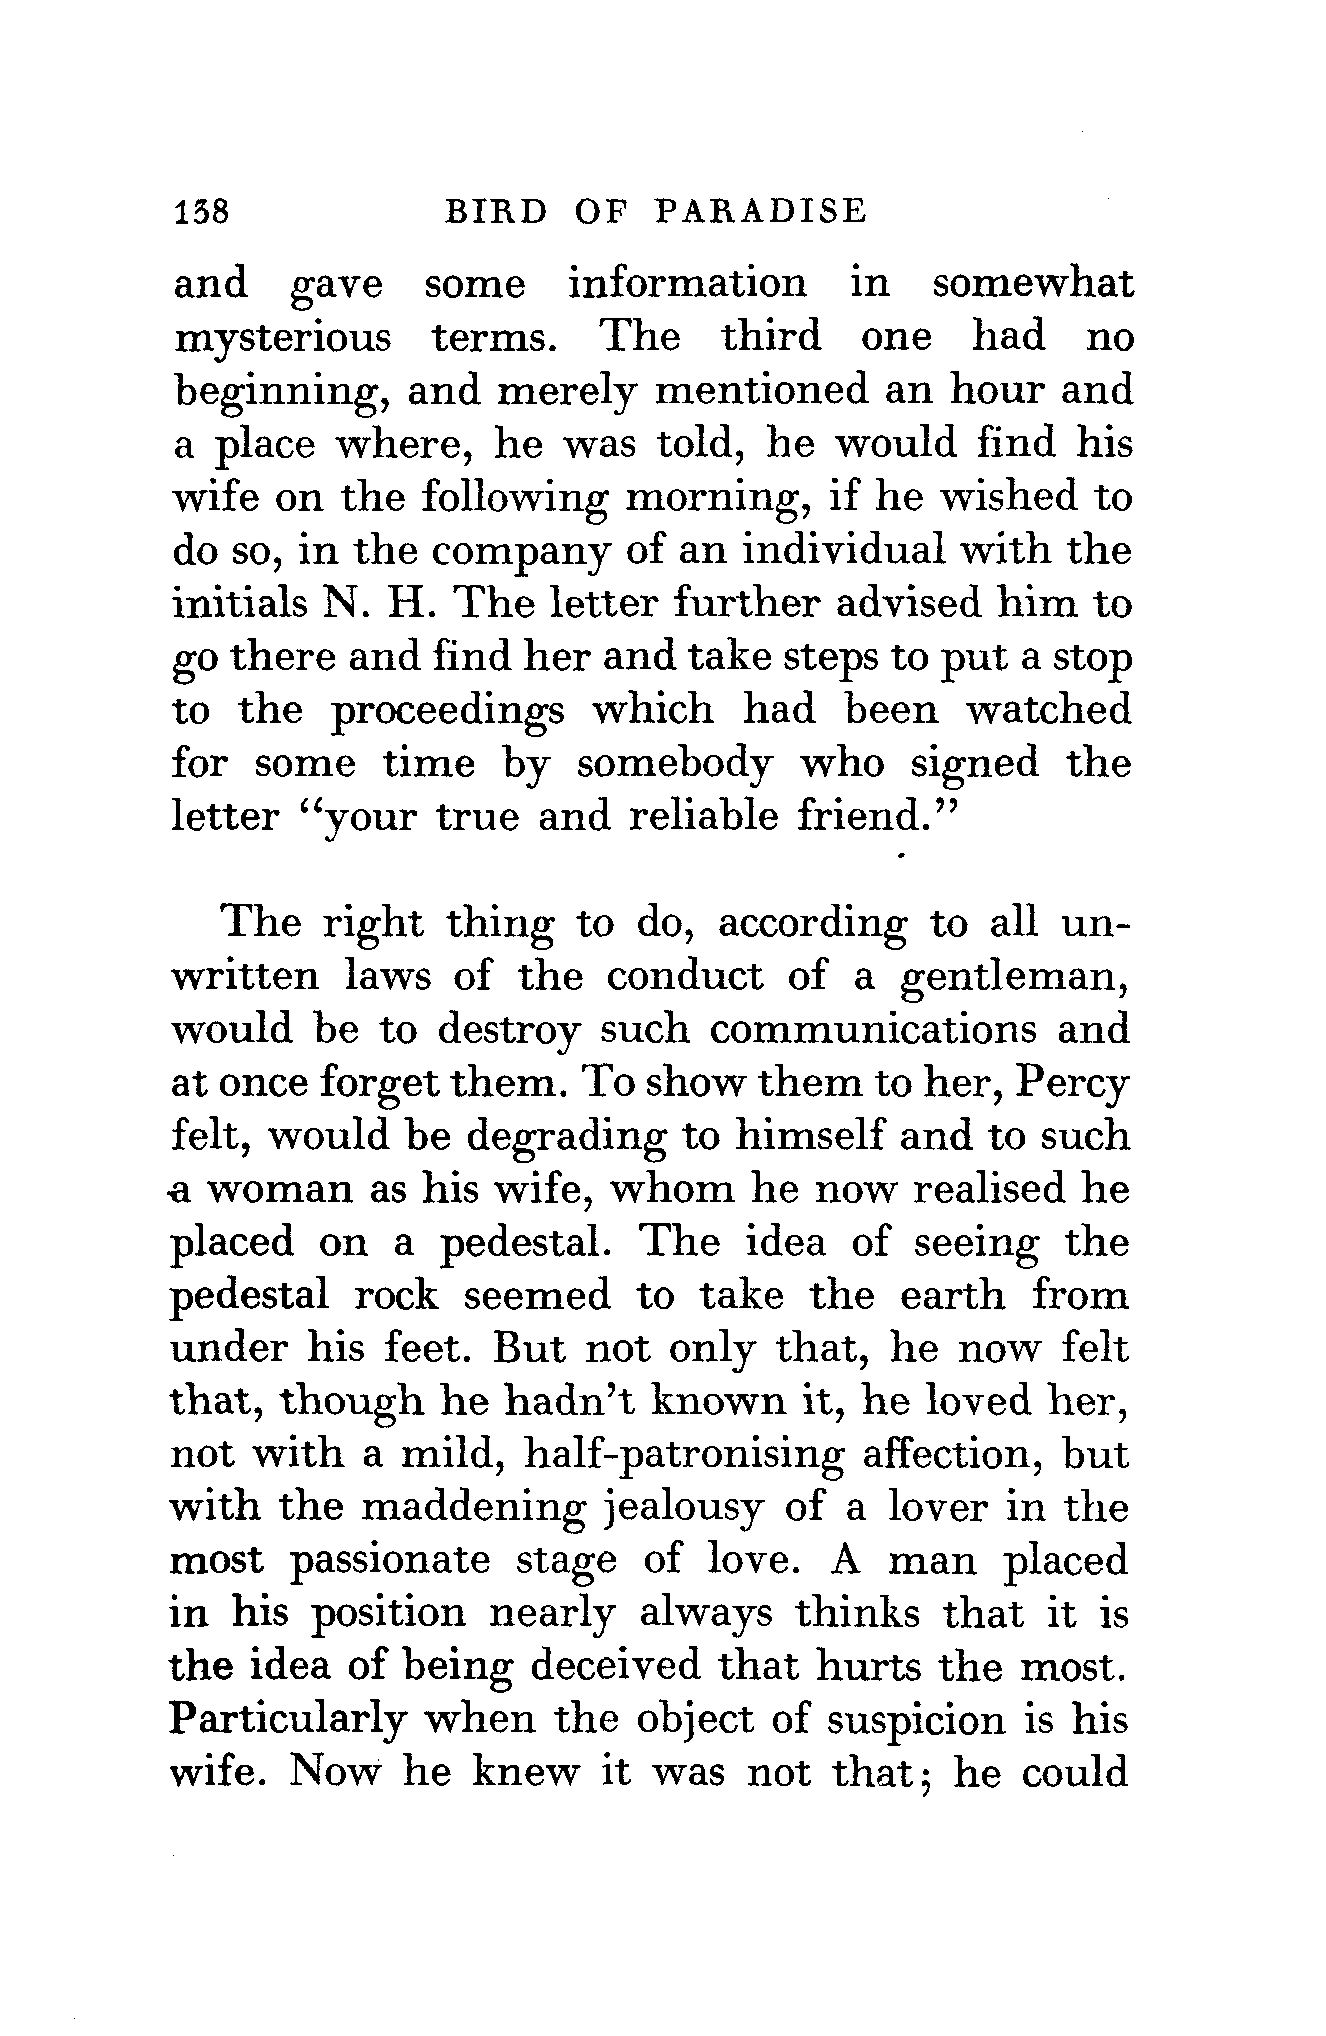 138 BIRD OF PARADISE
and gave some information in somewhat
mysterious terms. The third one had no
beginning, and merely mentioned an hour and
a place where, he was told, he would find his
wife on the following morning, if he wished to
do so, in the company of an individual with the
initials N. H. The letter further advised him to
go there and find her and take steps to put a stop
to the proceedings which had been watched
for some time by somebody who signed the
letter “your true and reliable friend.”
The right thing to do, according to all un-
written laws of the conduct of a gentleman,
would be to destroy such communications and
at once forget them. To show them to her, Percy
felt, would be degrading to himself and to such
a woman as his wife, whom he now realised he
placed on a pedestal. The idea of seeing the
pedestal rock seemed to take the earth from
under his feet. But not only that, he now felt
that, though he hadn’t known it, he loved her,
not with a mild, half-patronising affection, but
with the maddening jealousy of a lover in the
most passionate stage of love. A man placed
in his position nearly always thinks that it is
the idea of being deceived that hurts the most.
Particularly when the object of suspicion is his
wife. Now he knew it was not that; he could